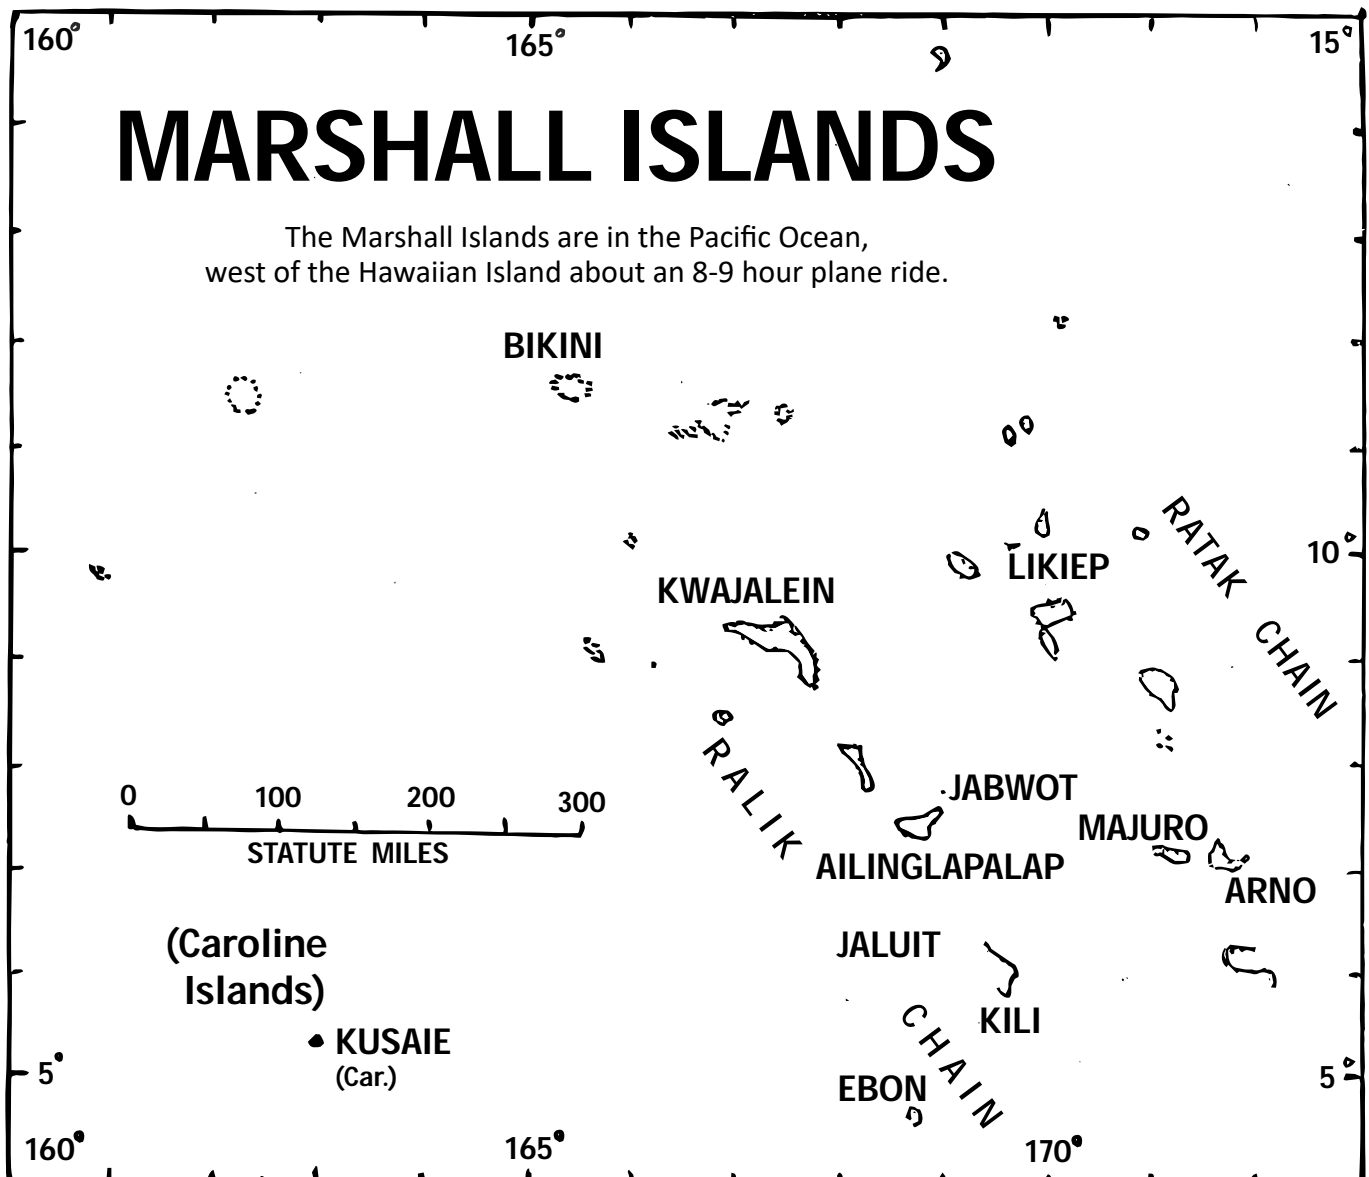 160°
165°
15°
MARSHALL ISLANDS
The Marshall Islands are in the Pacific Ocean,
west of the Hawaiian Island about an 8-9 hour plane ride.
BIKINI
RATAK CHAIN
10°
LIKIEP
KWAJALEIN
RALIK CHAIN
JABWOT
0 100 200 300
STATUTE MILES
MAJURO
AILINGLAPALAP
ARNO
(Caroline
Islands)
JALUIT
KILI
KUSAIE
(Car.)
5°
5°
EBON
160°
165°
170°